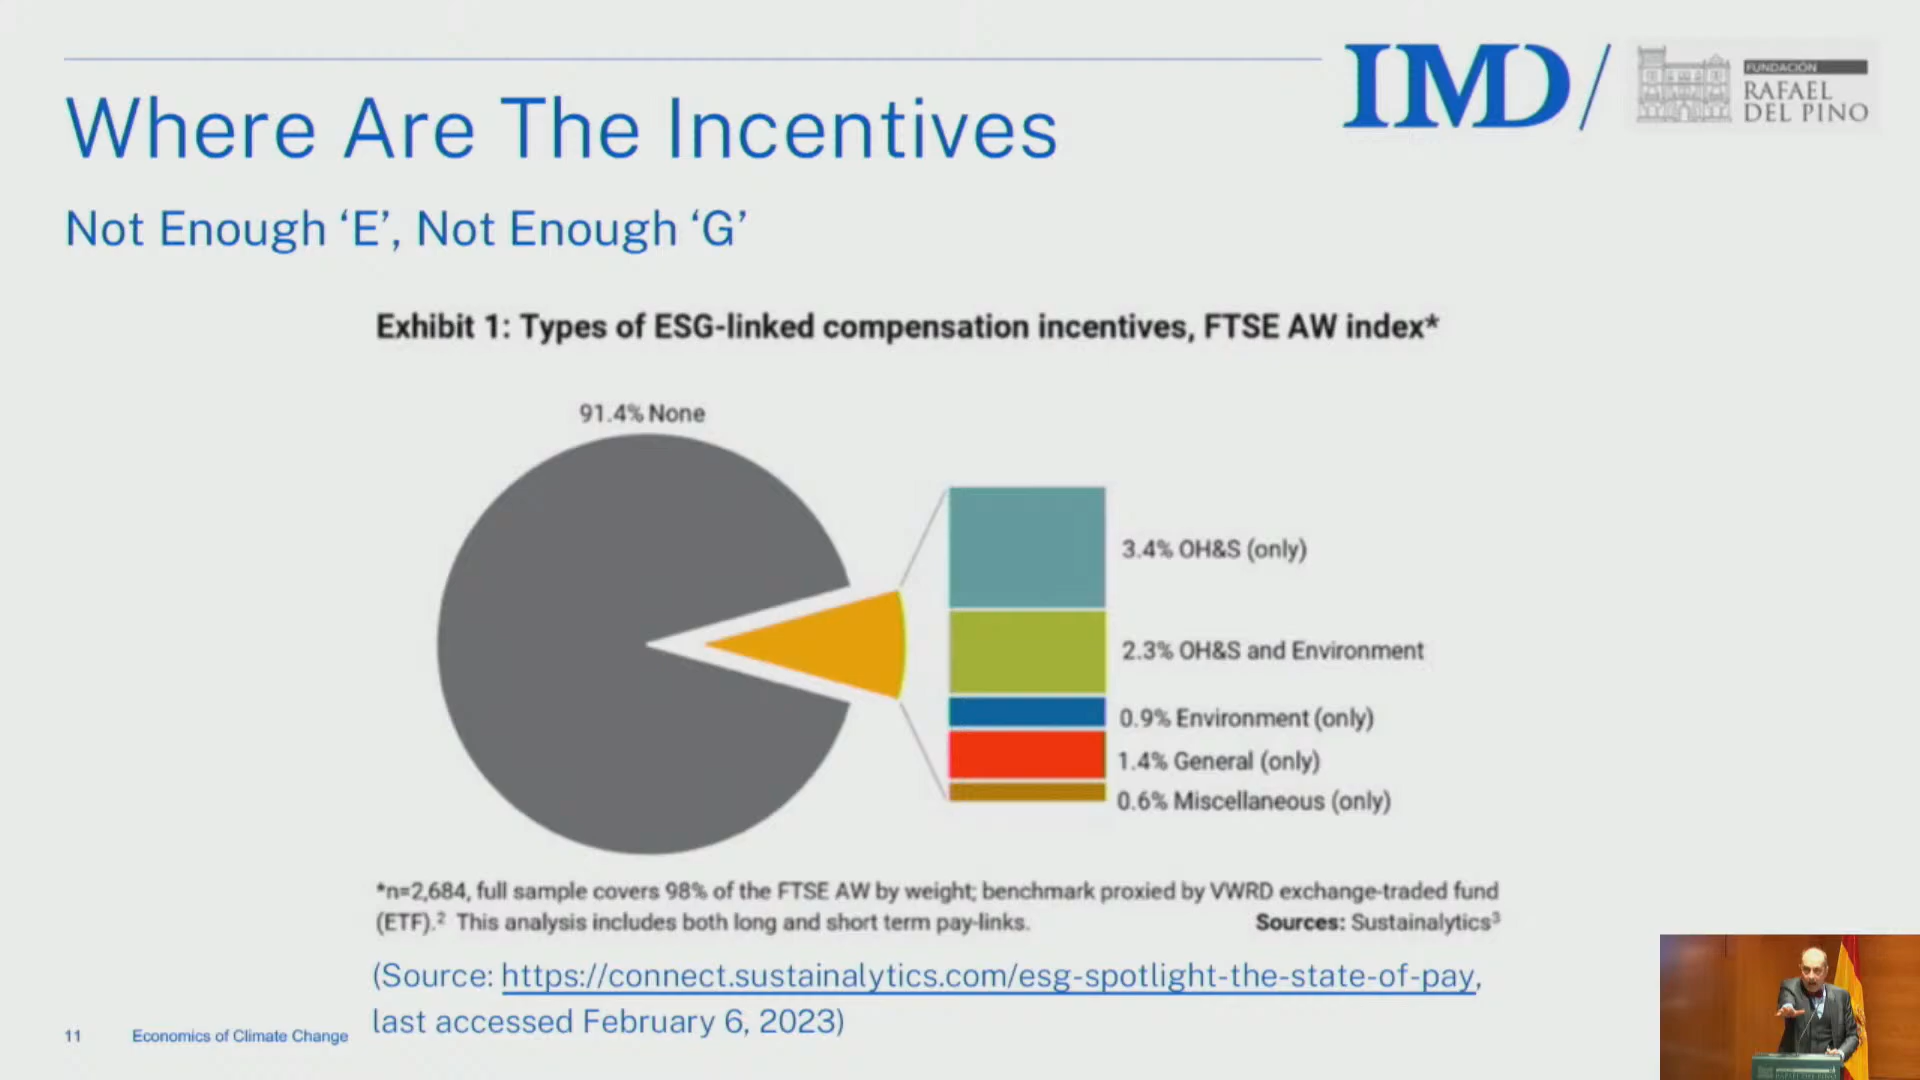 IMD
FUNDACIÓN
RAFAEL
DEL PINO
Where Are The Incentives
Not Enough ‘E’, Not Enough ‘G’
Exhibit 1: Types of ESG-linked compensation incentives, FTSE AW index*
91.4% None
3.4% OH&S (only)
2.3% OH&S and Environment
0.9% Environment (only)
1.4% General (only)
0.6% Miscellaneous (only)
*n=2,684, full sample covers 98% of the FTSE AW by weight; benchmark proxied by VWRD exchange-traded fund
(ETF).² This analysis includes both long and short term pay-links. Sources: Sustainalytics³
(Source: https://connect.sustainalytics.com/esg-spotlight-the-state-of-pay,
last accessed February 6, 2023)
11 Economics of Climate Change
RAFAEL DEL PINO